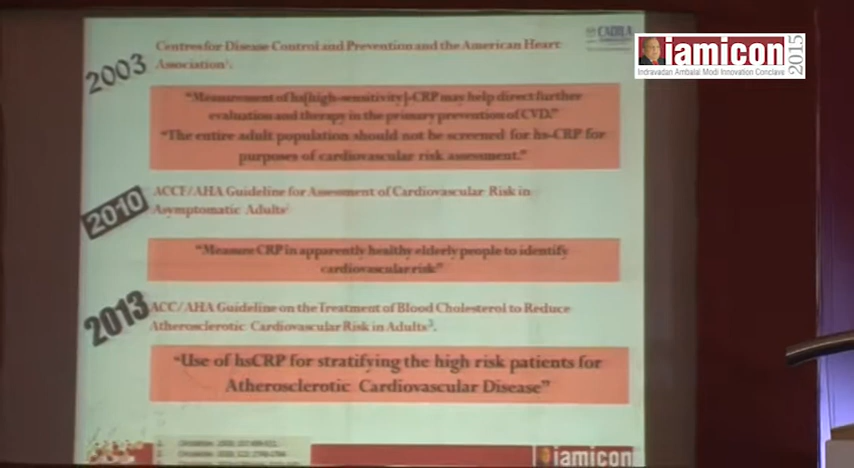 2003
Centres for Disease Control and Prevention and the American Heart
Association¹.
CADILA
iamicon 2015
Indravadan Ambalal Modi Innovation Conclave
"Measurement of hs[high-sensitivity]-CRP may help direct further
evaluation and therapy in the primary prevention of CVD."
"The entire adult population should not be screened for hs-CRP for
purposes of cardiovascular risk assessment."
2010
ACCF/AHA Guideline for Assessment of Cardiovascular Risk in
Asymptomatic Adults
"Measure CRP in apparently healthy elderly people to identify
cardiovascular risk"
2013
ACC/AHA Guideline on the Treatment of Blood Cholesterol to Reduce
Atherosclerotic Cardiovascular Risk in Adults³.
"Use of hsCRP for stratifying the high risk patients for
Atherosclerotic Cardiovascular Disease"
iamicon